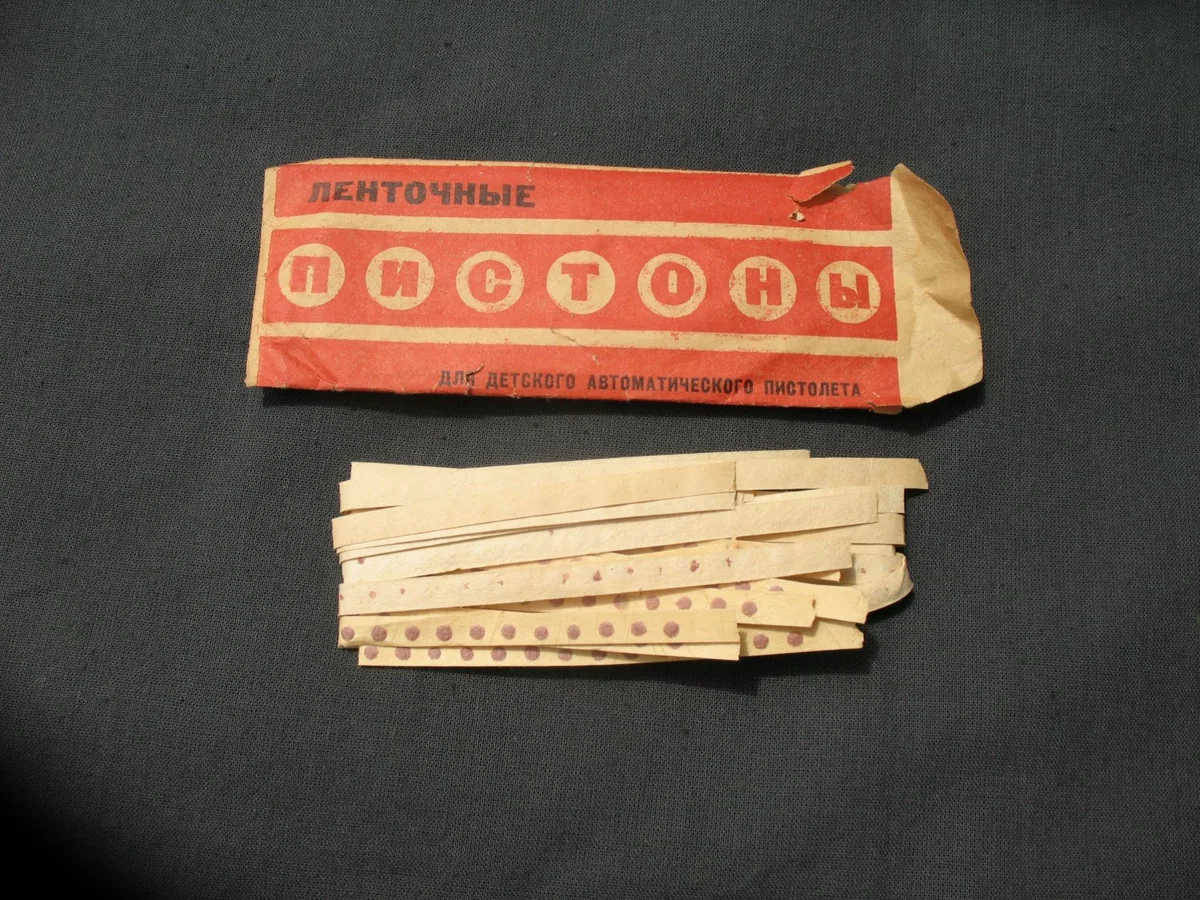 ЛЕНТОЧНЫЕ
ПИСТОНЫ
ДЛЯ ДЕТСКОГО АВТОМАТИЧЕСКОГО ПИСТОЛЕТА